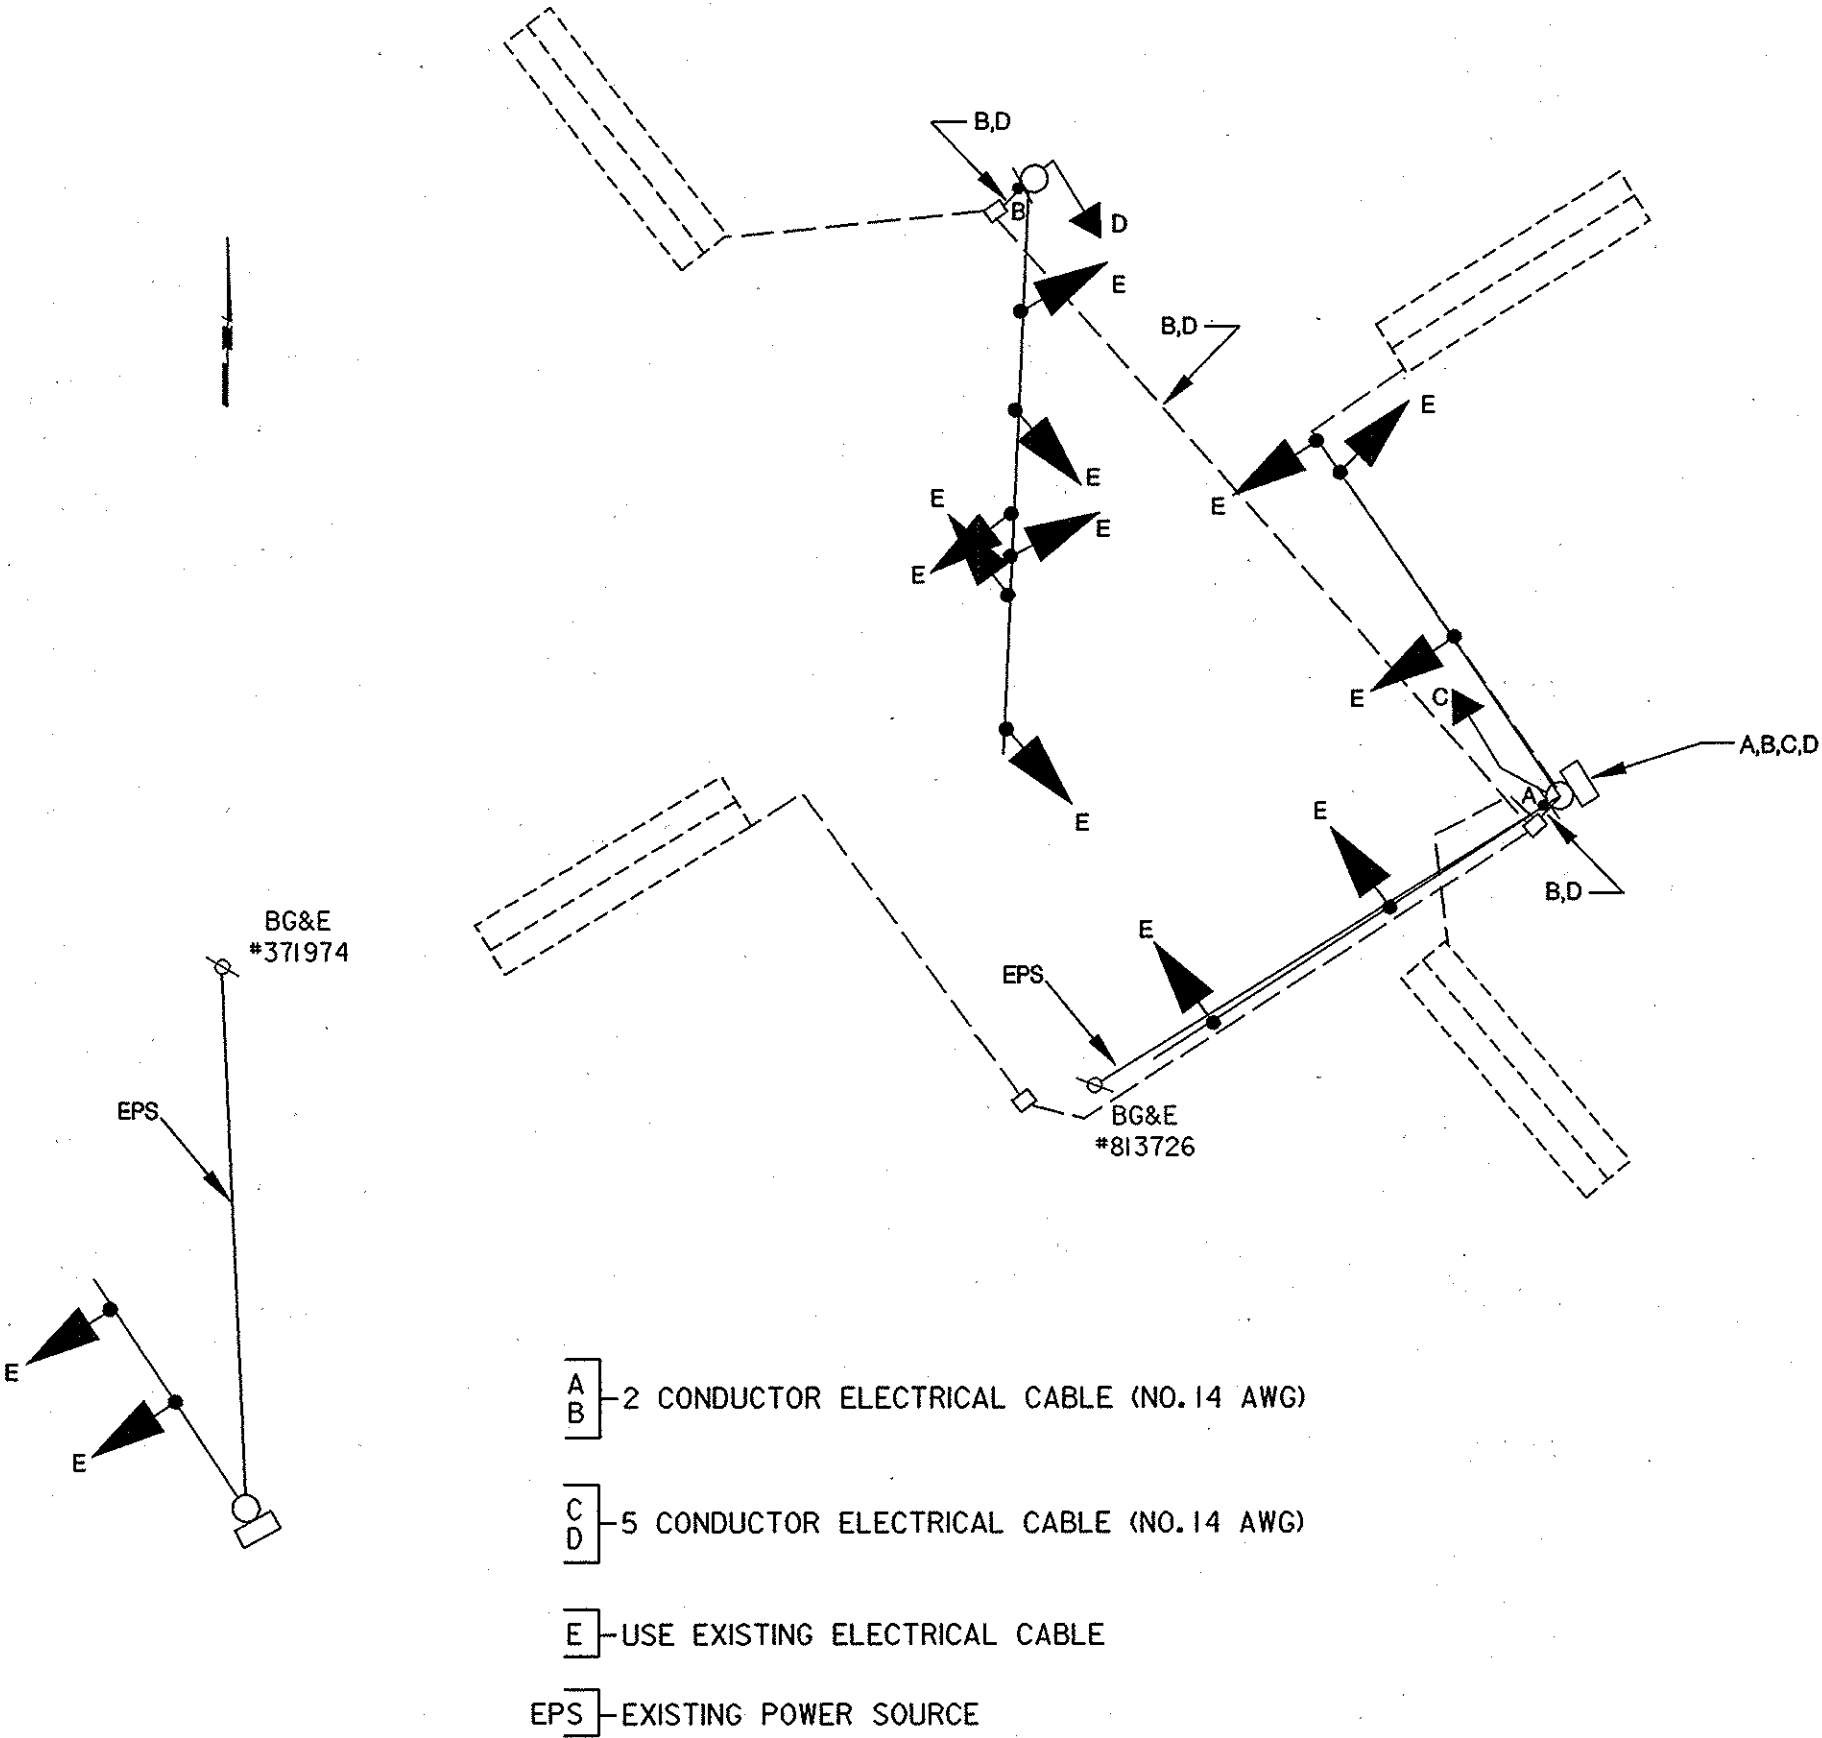 B,D
B
D
E
B,D
E
E
E
E
E
E
E
E
C
A,B,C,D
A
E
E
B,D
BG&E
#371974
E
EPS
BG&E
#813726
EPS
E
E
A
B
2 CONDUCTOR ELECTRICAL CABLE (NO.14 AWG)
C
D
5 CONDUCTOR ELECTRICAL CABLE (NO.14 AWG)
E USE EXISTING ELECTRICAL CABLE
EPS EXISTING POWER SOURCE